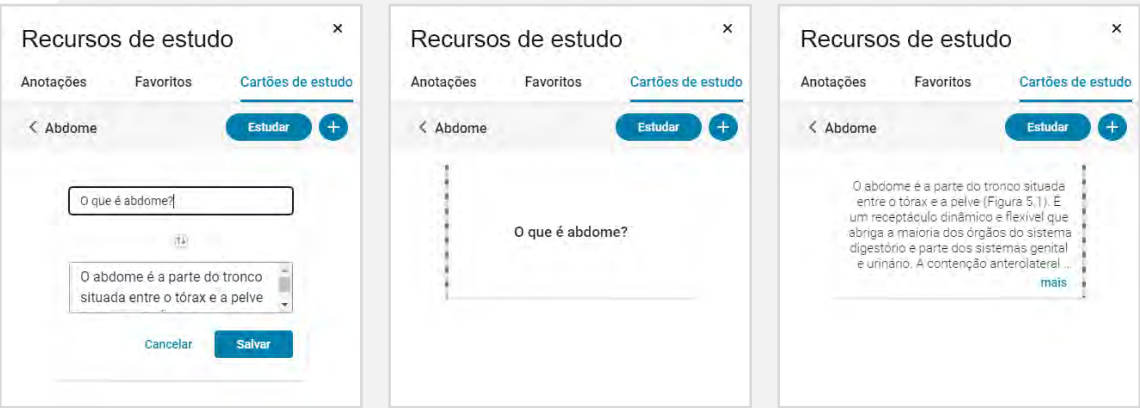 Recursos de estudo
×
Anotações Favoritos Cartões de estudo
< Abdome Estudar +
O que é abdome?
O abdome é a parte do tronco
situada entre o tórax e a pelve
Cancelar Salvar
Recursos de estudo
×
Anotações Favoritos Cartões de estudo
< Abdome Estudar +
O que é abdome?
Recursos de estudo
×
Anotações Favoritos Cartões de estudo
< Abdome Estudar +
O abdome é a parte do tronco situada
entre o tórax e a pelve (Figura 5.1). É
um receptáculo dinâmico e flexível que
abriga a maioria dos órgãos do sistema
digestório e parte dos sistemas genital
e urinário. A contenção anterolateral ...
mais